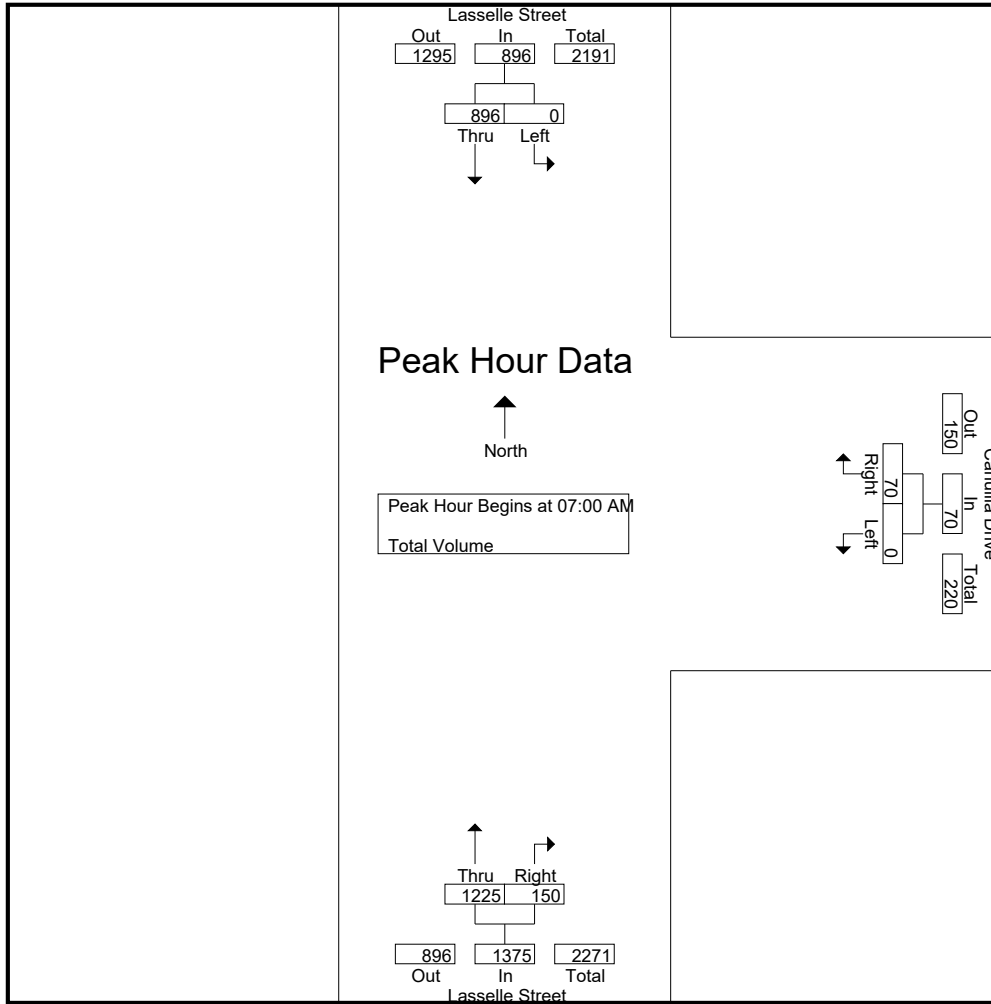 Lasselle Street
Out In Total
1295 896 2191
896 0
Thru Left
Peak Hour Data
North
Peak Hour Begins at 07:00 AM
Total Volume
Out In Total
150 70 220
Right Left
70 0
Drive
Thru Right
1225 150
896 1375 2271
Out In Total
Lasselle Street